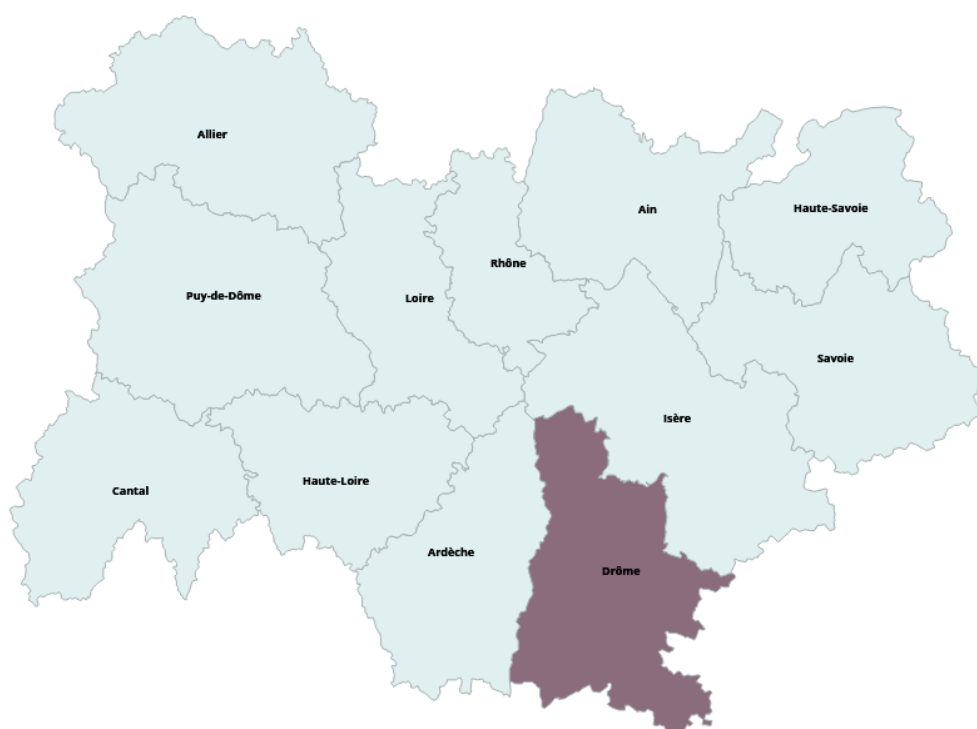 Allier
Haute-Savoie
Ain
Rhône
Puy-de-Dôme
Loire
Savoie
Isère
Haute-Loire
Cantal
Ardèche
Drôme